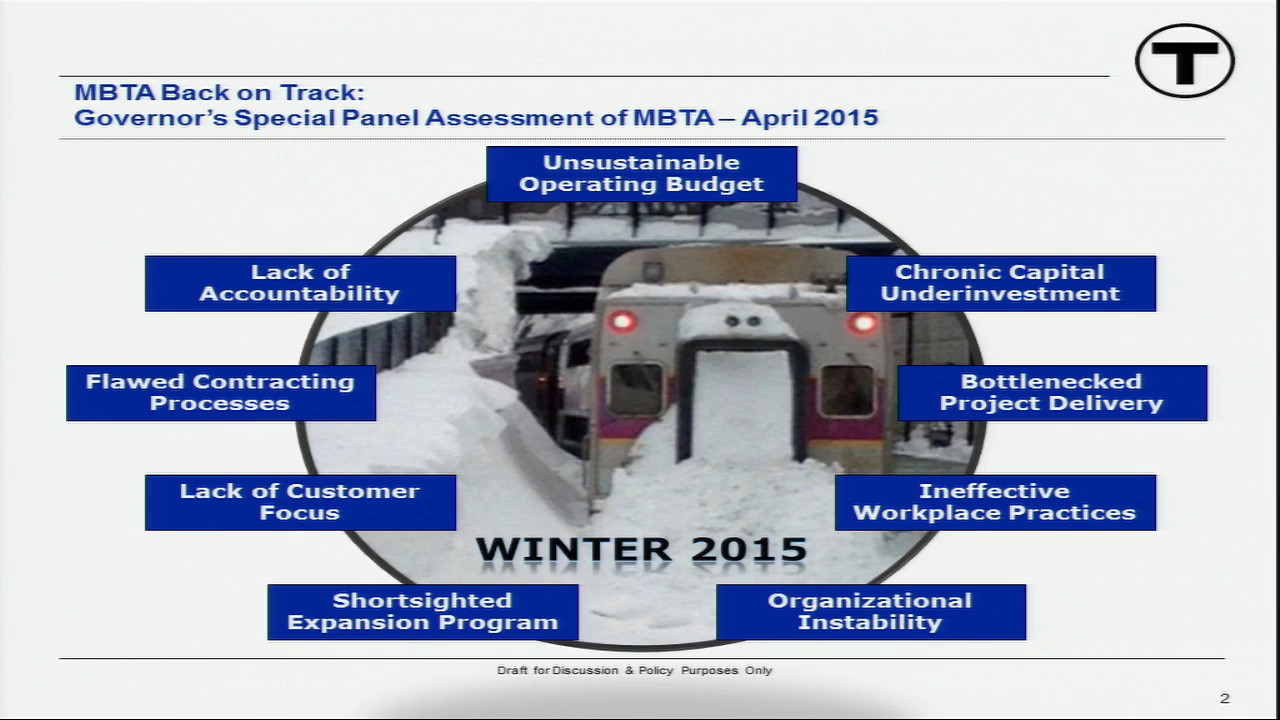 T
MBTA Back on Track:
Governor's Special Panel Assessment of MBTA – April 2015
Unsustainable
Operating Budget
Lack of
Accountability
Chronic Capital
Underinvestment
Flawed Contracting
Processes
Bottlenecked
Project Delivery
Lack of Customer
Focus
Ineffective
Workplace Practices
WINTER 2015
Shortsighted
Expansion Program
Organizational
Instability
Draft for Discussion & Policy Purposes Only
2